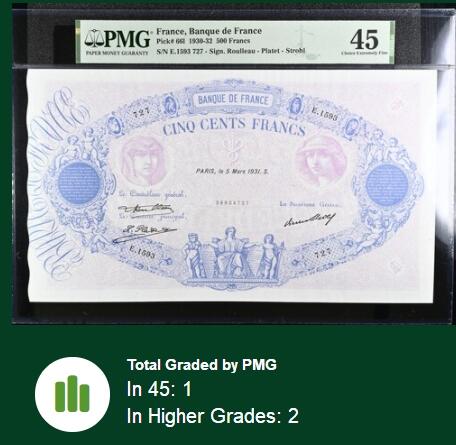 PMG
PAPER MONEY GUARANTY
France, Banque de France
Pick# 66l 1930-32 500 Francs
S/N E.1593 727 - Sign. Roulleau - Platet - Strohl
45
Choice Extremely Fine
BANQUE DE FRANCE
727
E.1593
CINQ CENTS FRANCS
PARIS, le 5 Mars 1931. S.
Le Contrôleur général,
Le Secrétaire Général,
Le Caissier principal,
E.1593
727
Total Graded by PMG
In 45: 1
In Higher Grades: 2